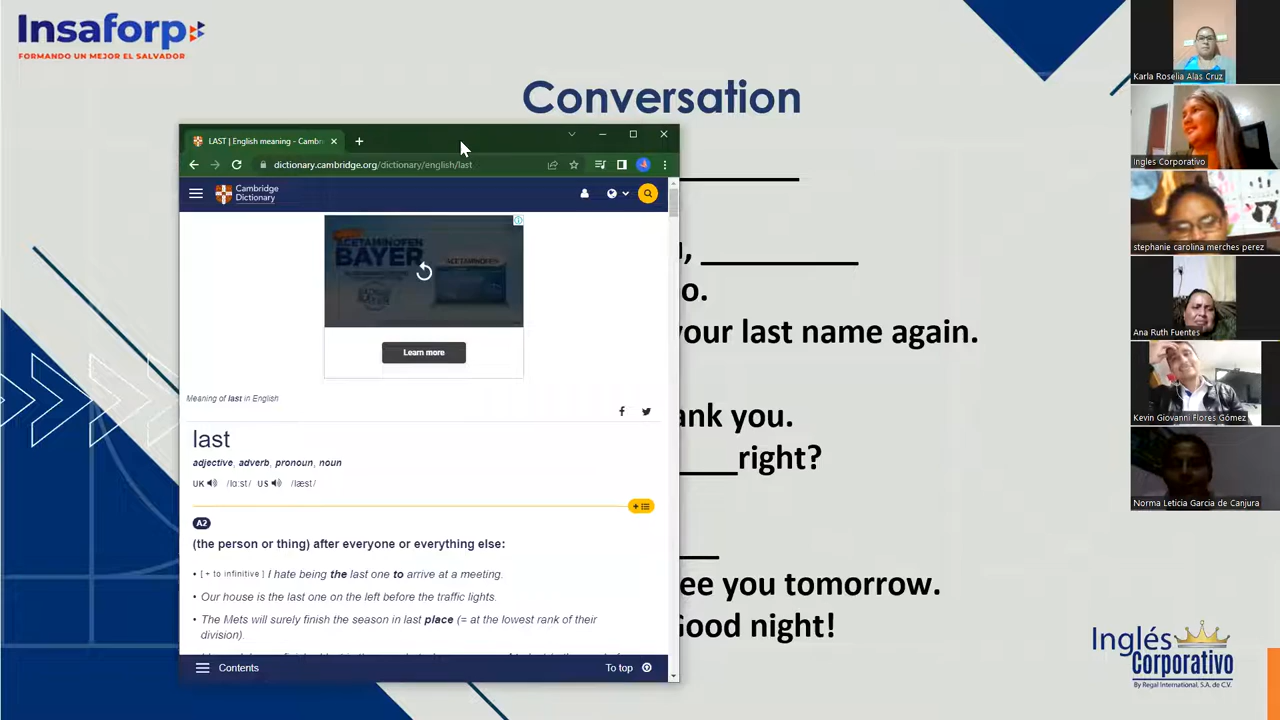 Insaforp
FORMANDO UN MEJOR EL SALVADOR
Conversation
LAST | English meaning - Camb
dictionary.cambridge.org/dictionary/english/last
Cambridge
Dictionary
ACETAMINOFEN
BAYER
Learn more
Meaning of last in English
last
adjective, adverb, pronoun, noun
UK /lɑːst/ US /læst/
A2
(the person or thing) after everyone or everything else:
• [ + to infinitive ] I hate being the last one to arrive at a meeting.
• Our house is the last one on the left before the traffic lights.
• The Mets will surely finish the season in last place (= at the lowest rank of their
division).
Contents
To top
, __________
o.
your last name again.
ank you.
____right?
ee you tomorrow.
Good night!
Karla Roselia Alas Cruz
Ingles Corporativo
stephanie carolina merches perez
Ana Ruth Fuentes
Kevin Giovanni Flores Gómez
Norma Leticia Garcia de Canjura
Inglés
Corporativo
By Regal International, S.A. de C.V.